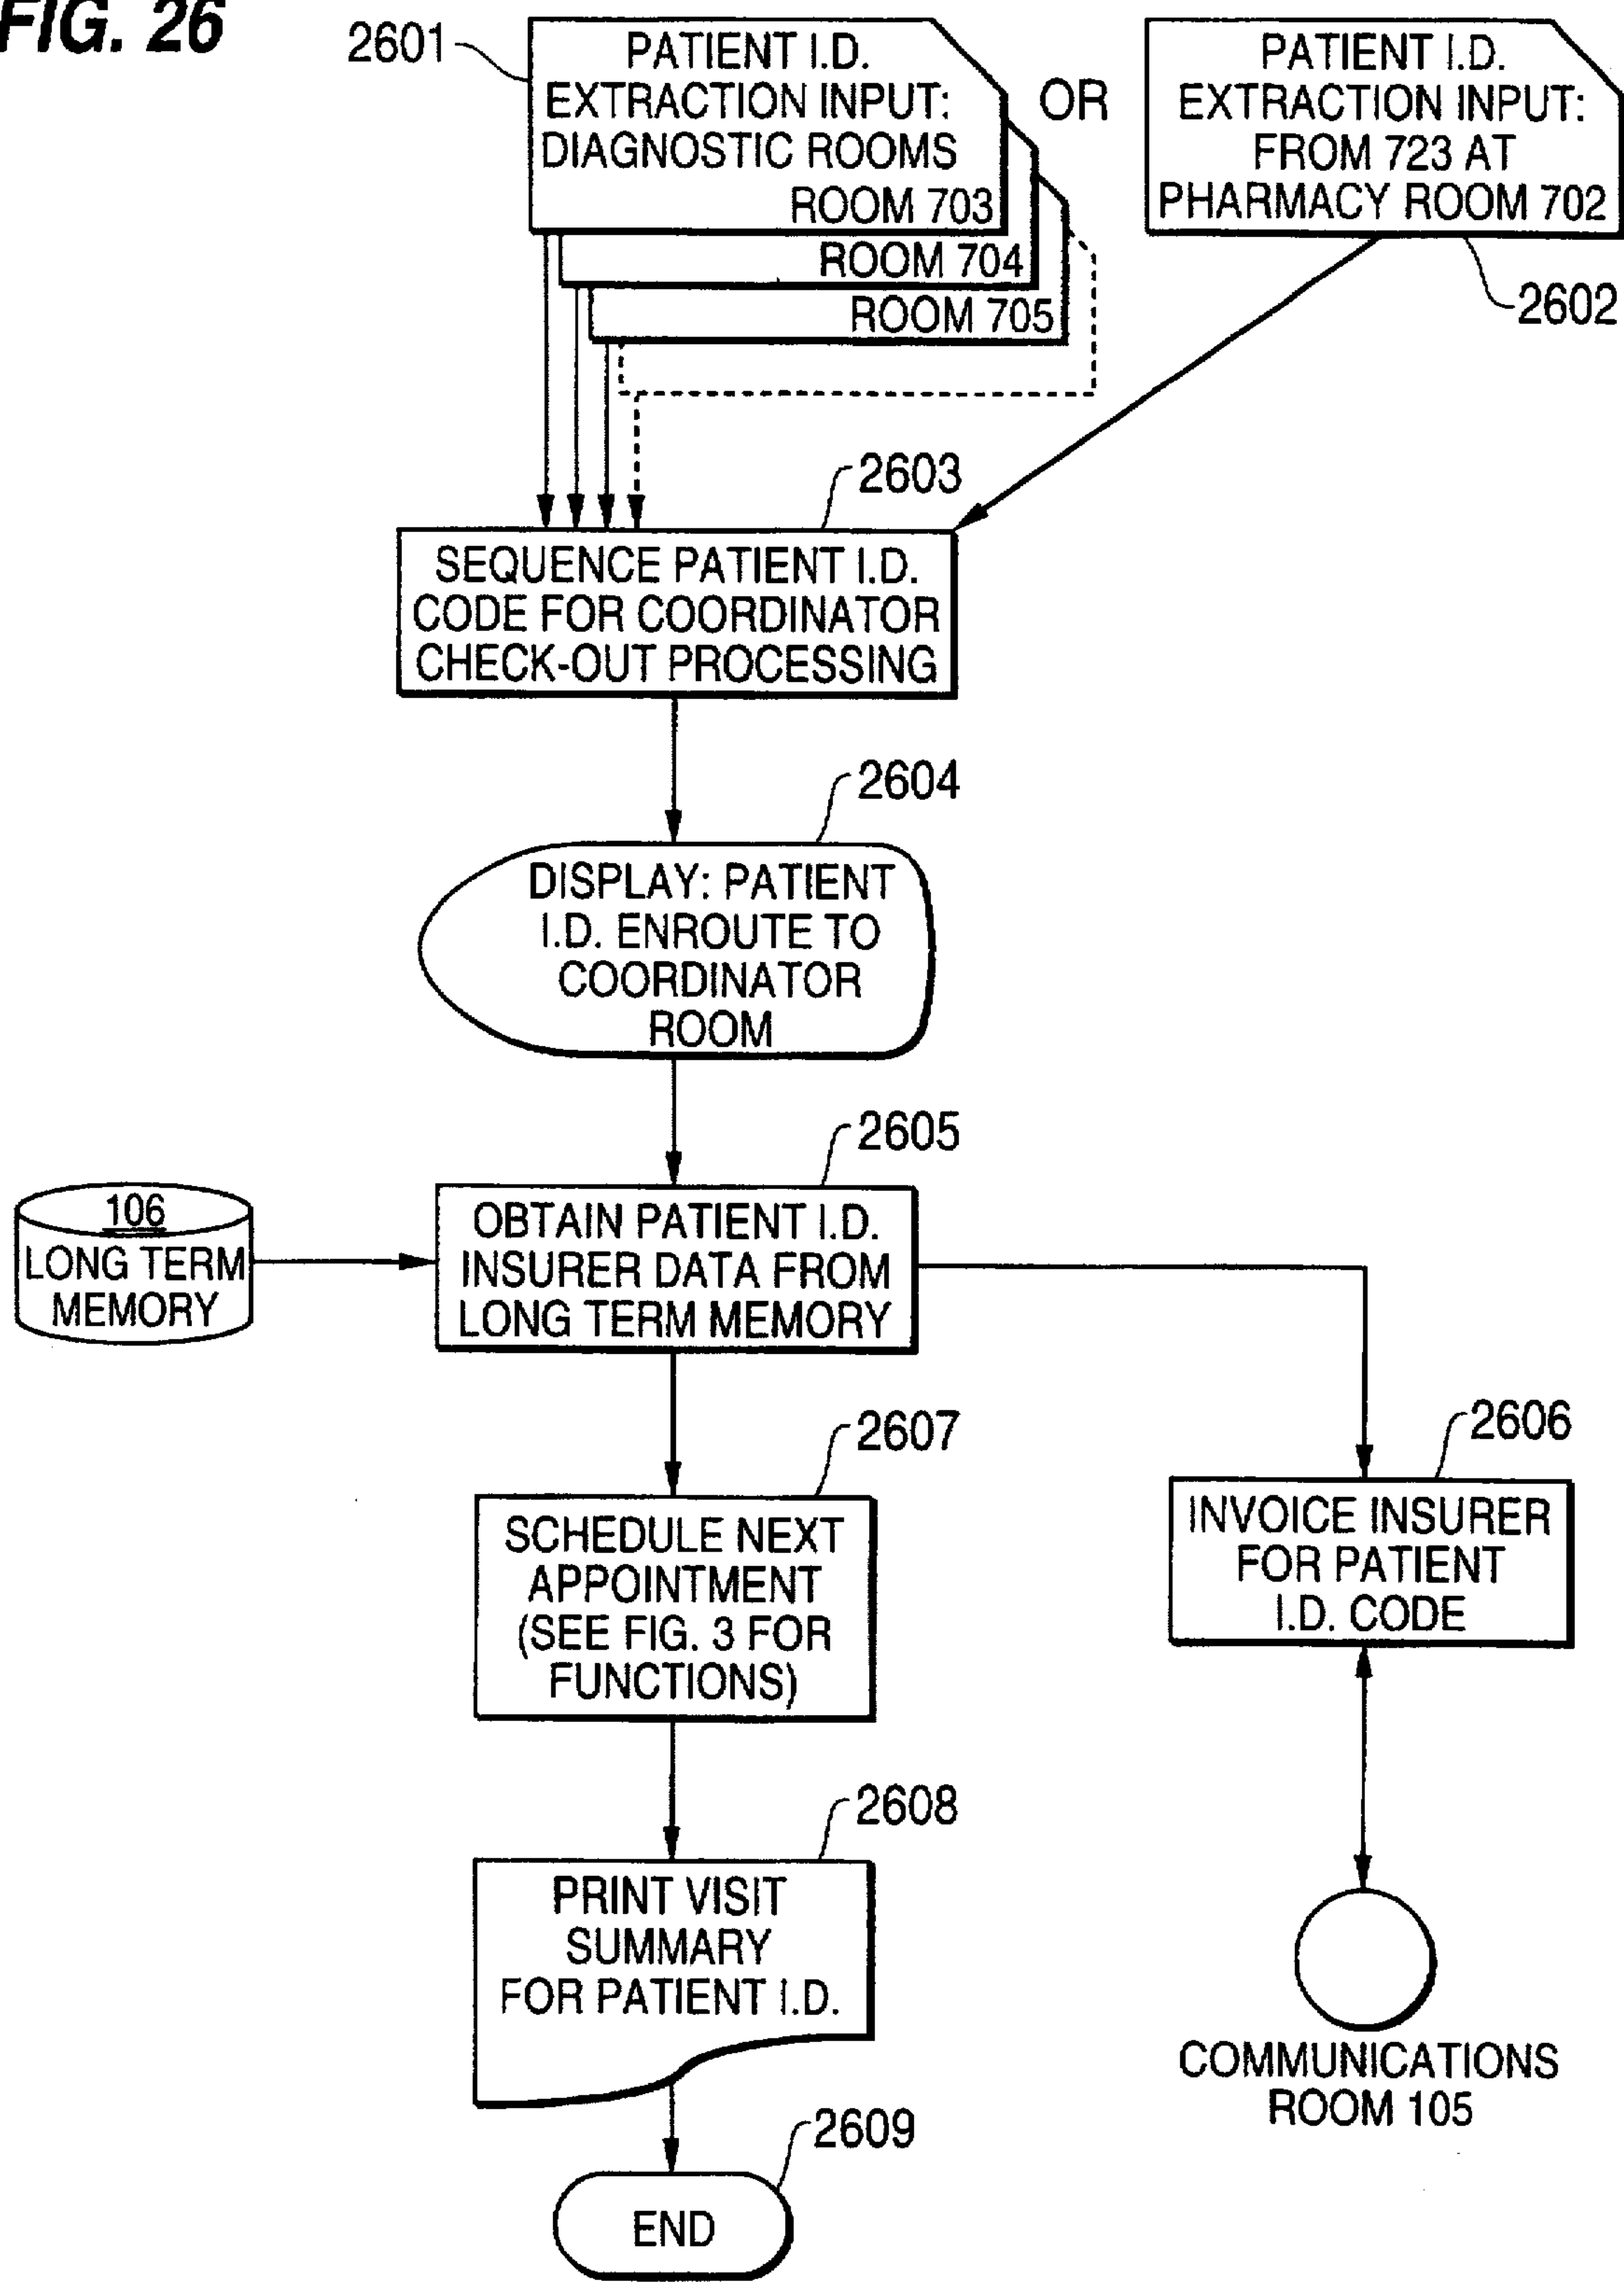 FIG. 26
2601
PATIENT I.D.
EXTRACTION INPUT:
DIAGNOSTIC ROOMS
ROOM 703
ROOM 704
ROOM 705
OR
PATIENT I.D.
EXTRACTION INPUT:
FROM 723 AT
PHARMACY ROOM 702
2602
2603
SEQUENCE PATIENT I.D.
CODE FOR COORDINATOR
CHECK-OUT PROCESSING
2604
DISPLAY: PATIENT
I.D. ENROUTE TO
COORDINATOR
ROOM
2605
106
LONG TERM
MEMORY
OBTAIN PATIENT I.D.
INSURER DATA FROM
LONG TERM MEMORY
2607
SCHEDULE NEXT
APPOINTMENT
(SEE FIG. 3 FOR
FUNCTIONS)
2606
INVOICE INSURER
FOR PATIENT
I.D. CODE
2608
PRINT VISIT
SUMMARY
FOR PATIENT I.D.
COMMUNICATIONS
ROOM 105
2609
END